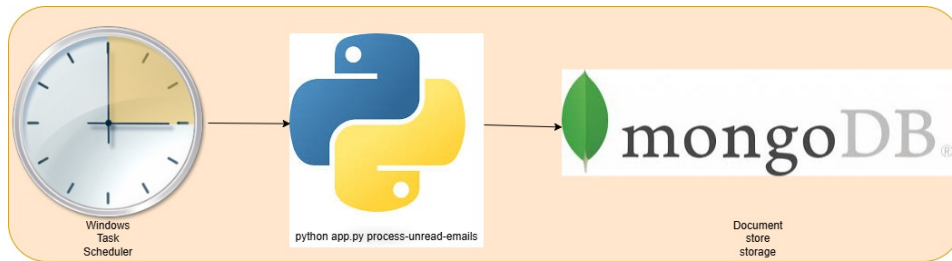 mongoDB®
Windows
Task
Scheduler
python app.py process-unread-emails
Document
store
storage